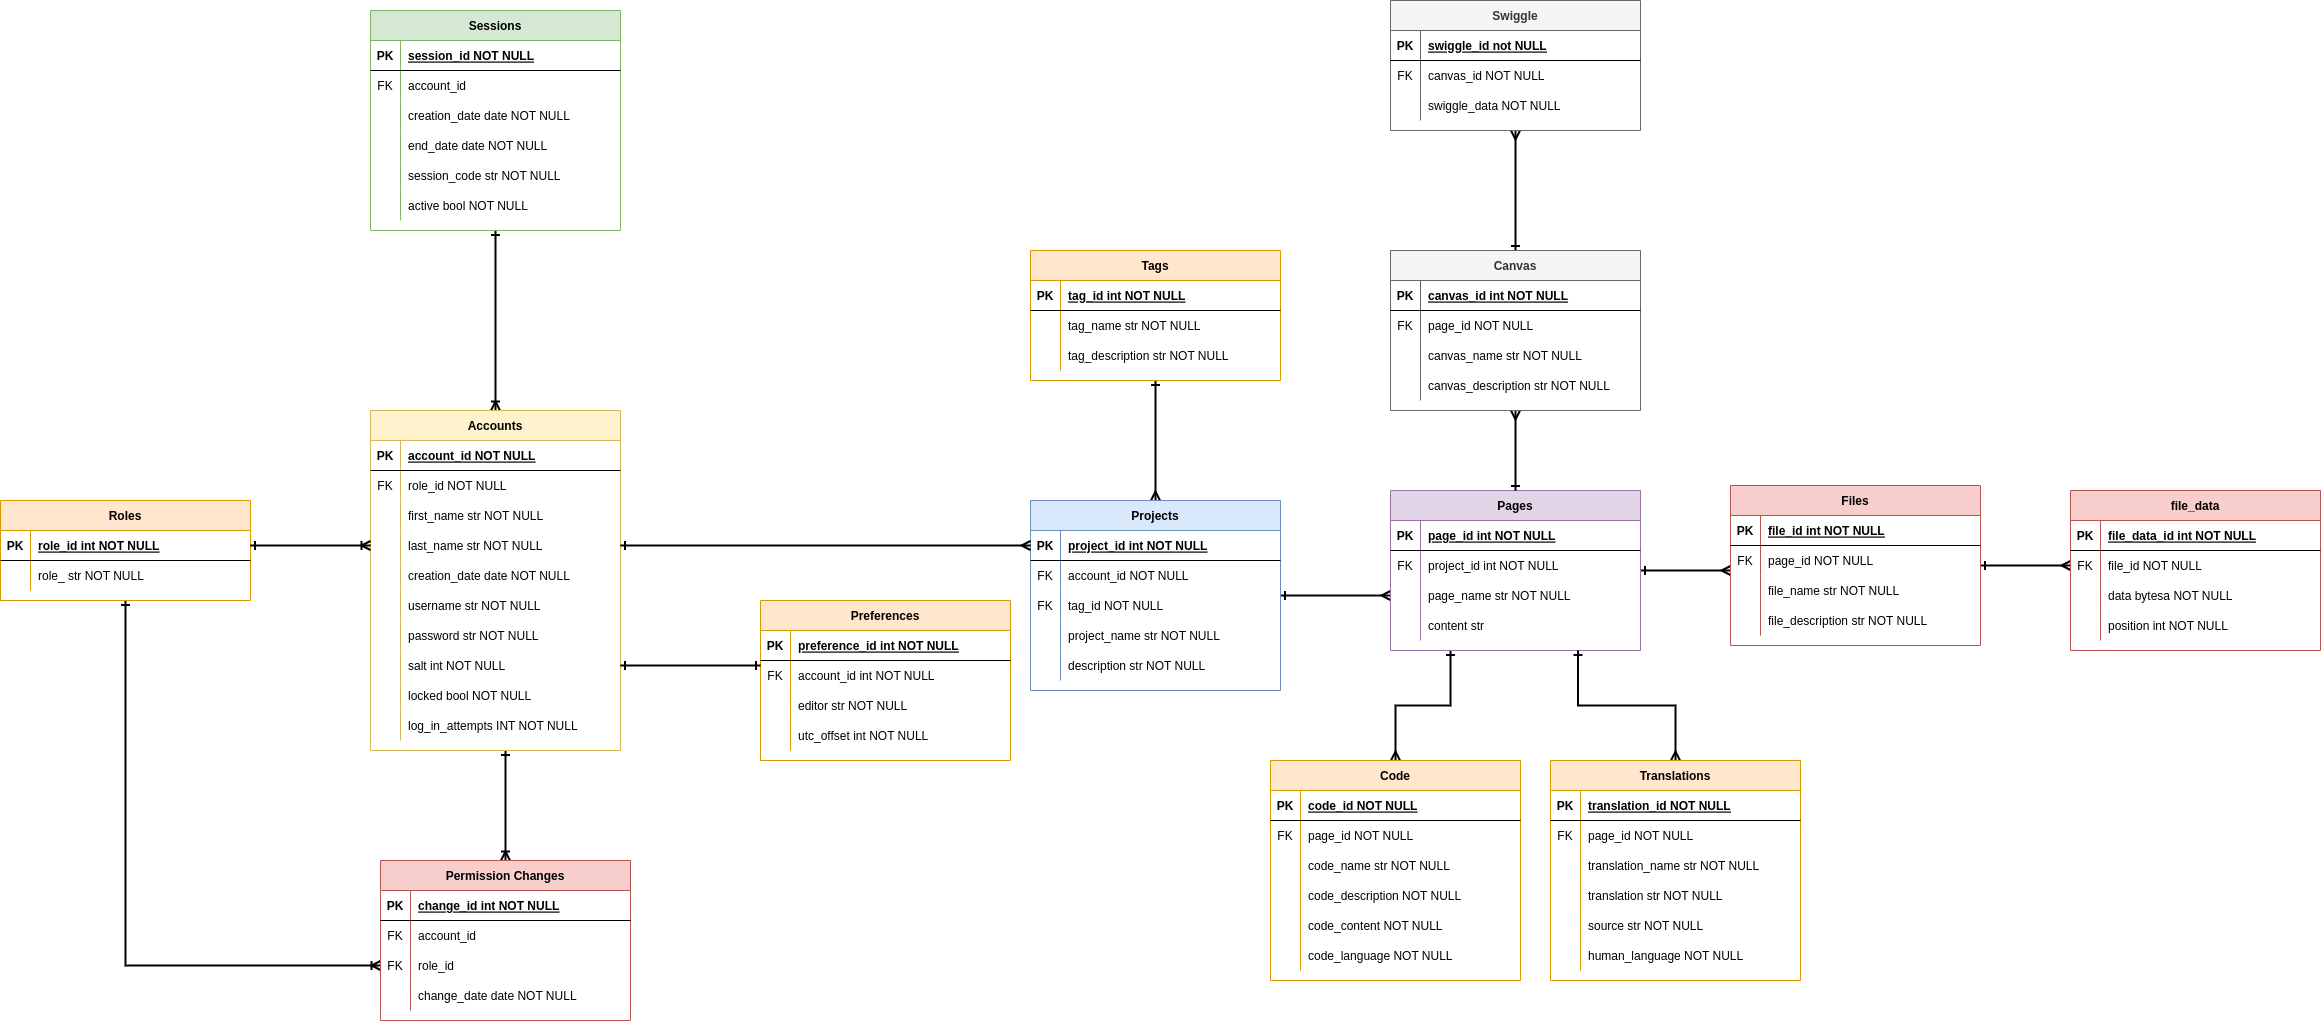 Sessions
PK session_id NOT NULL
FK account_id
creation_date date NOT NULL
end_date date NOT NULL
session_code str NOT NULL
active bool NOT NULL
Swiggle
PK swiggle_id not NULL
FK canvas_id NOT NULL
swiggle_data NOT NULL
Tags
PK tag_id int NOT NULL
tag_name str NOT NULL
tag_description str NOT NULL
Canvas
PK canvas_id int NOT NULL
FK page_id NOT NULL
canvas_name str NOT NULL
canvas_description str NOT NULL
Roles
PK role_id int NOT NULL
role_ str NOT NULL
Accounts
PK account_id NOT NULL
FK role_id NOT NULL
first_name str NOT NULL
last_name str NOT NULL
creation_date date NOT NULL
username str NOT NULL
password str NOT NULL
salt int NOT NULL
locked bool NOT NULL
log_in_attempts INT NOT NULL
Preferences
PK preference_id int NOT NULL
FK account_id int NOT NULL
editor str NOT NULL
utc_offset int NOT NULL
Projects
PK project_id int NOT NULL
FK account_id NOT NULL
FK tag_id NOT NULL
project_name str NOT NULL
description str NOT NULL
Pages
PK page_id int NOT NULL
FK project_id int NOT NULL
page_name str NOT NULL
content str
Files
PK file_id int NOT NULL
FK page_id NOT NULL
file_name str NOT NULL
file_description str NOT NULL
file_data
PK file_data_id int NOT NULL
FK file_id NOT NULL
data bytesa NOT NULL
position int NOT NULL
Permission Changes
PK change_id int NOT NULL
FK account_id
FK role_id
change_date date NOT NULL
Code
PK code_id NOT NULL
FK page_id NOT NULL
code_name str NOT NULL
code_description NOT NULL
code_content NOT NULL
code_language NOT NULL
Translations
PK translation_id NOT NULL
FK page_id NOT NULL
translation_name str NOT NULL
translation str NOT NULL
source str NOT NULL
human_language NOT NULL